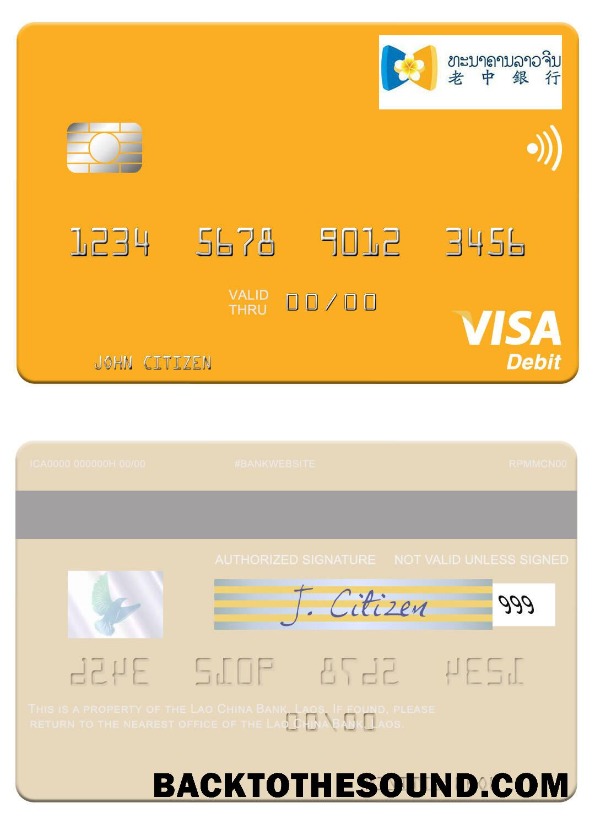 ທະນາຄານລາວຈີນ
老中銀行
1234 5678 9012 3456
VALID THRU 00/00
VISA
Debit
JOHN CITIZEN
ICA0000 000000H 00/00 #BANKWEBSITE RPMMCN00
AUTHORIZED SIGNATURE NOT VALID UNLESS SIGNED
J. Citizen 999
THIS IS A PROPERTY OF THE LAO CHINA BANK, LAOS. IF FOUND, PLEASE
RETURN TO THE NEAREST OFFICE OF THE LAO CHINA BANK, LAOS.
BACKTOTHESOUND.COM